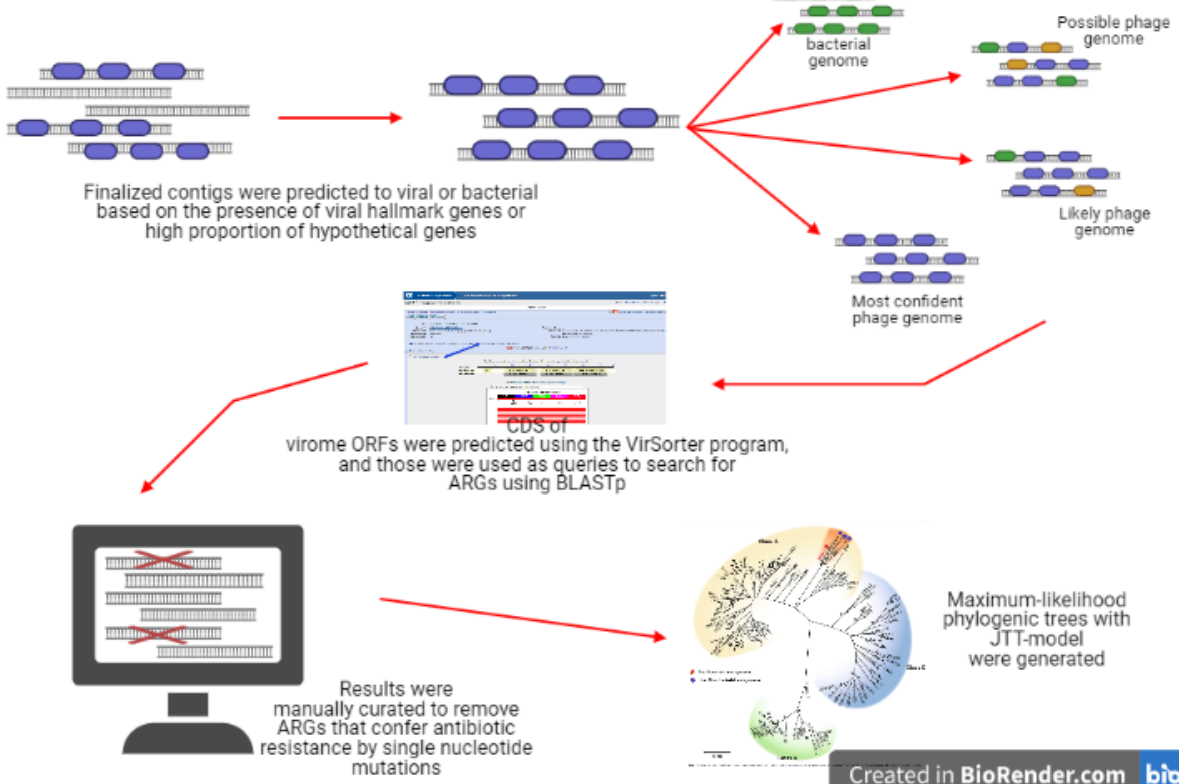 bacterial
genome
Possible phage
genome
Finalized contigs were predicted to viral or bacterial
based on the presence of viral hallmark genes or
high proportion of hypothetical genes
Likely phage
genome
Most confident
phage genome
CDS of
virome ORFs were predicted using the VirSorter program,
and those were used as queries to search for
ARGs using BLASTp
Maximum-likelihood
phylogenic trees with
JTT-model
were generated
Results were
manually curated to remove
ARGs that confer antibiotic
resistance by single nucleotide
mutations
Class A
Created in BioRender.com bio